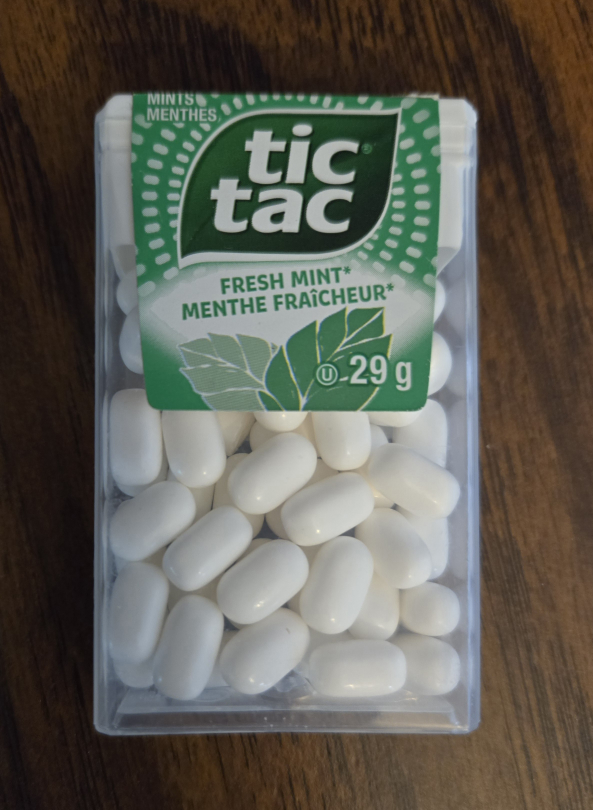 MINTS
MENTHES
tic®
tac
FRESH MINT*
MENTHE FRAÎCHEUR*
Ⓤ 29 g